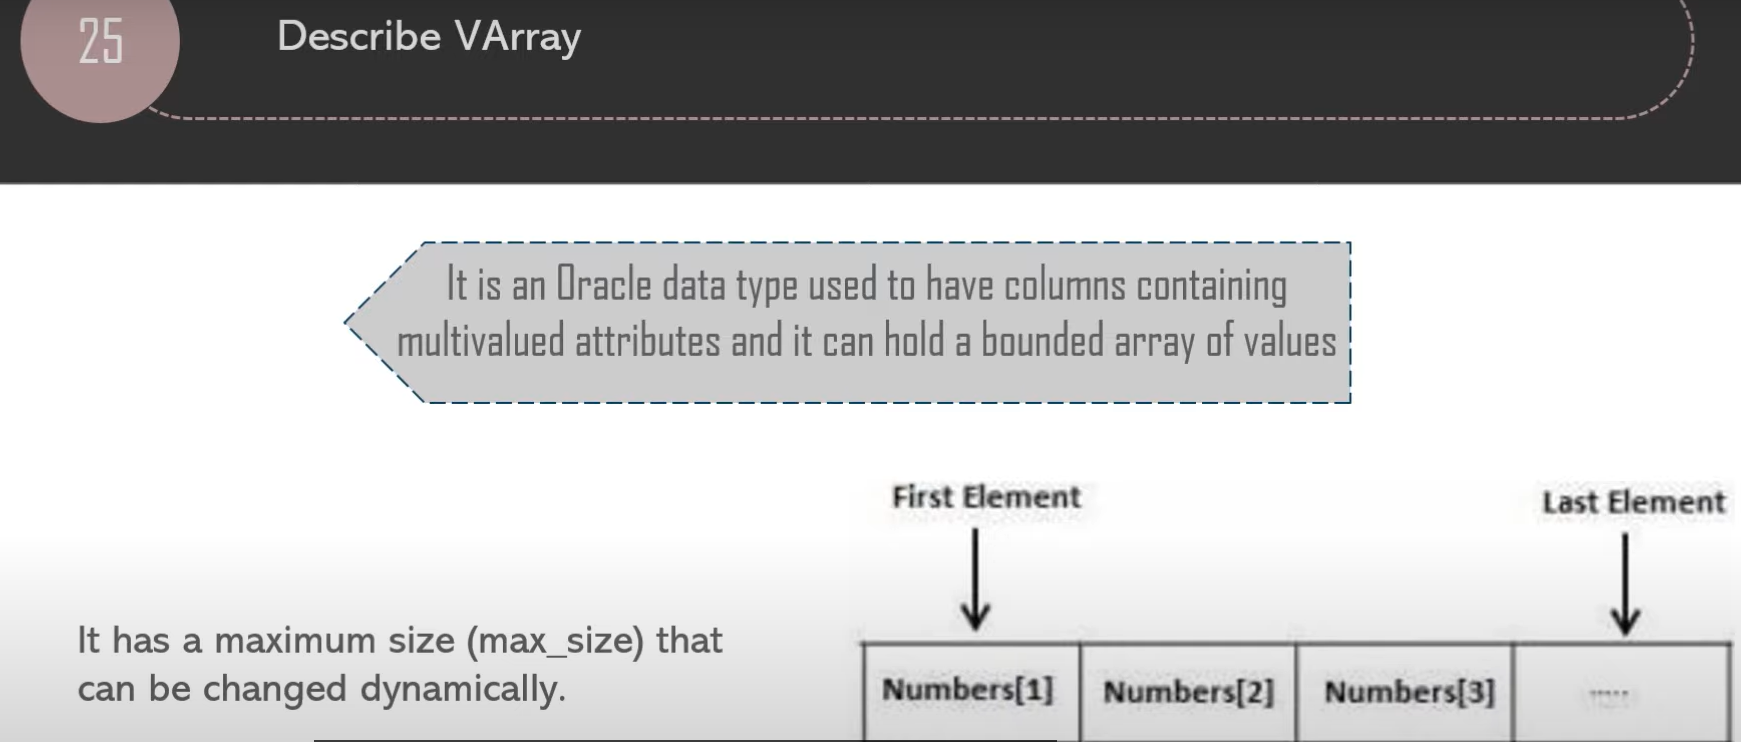 25
Describe VArray
It is an Oracle data type used to have columns containing
multivalued attributes and it can hold a bounded array of values
First Element
Last Element
It has a maximum size (max_size) that
can be changed dynamically.
Numbers[1] Numbers[2] Numbers[3] .....